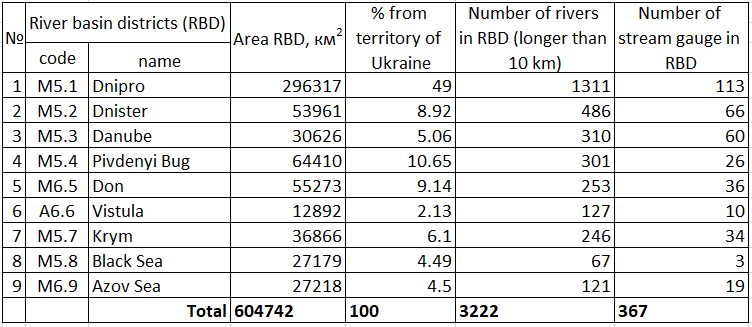 № River basin districts (RBD) Area RBD, км² % from territory of Ukraine Number of rivers in RBD (longer than 10 km) Number of stream gauge in RBD
code name
1 M5.1 Dnipro 296317 49 1311 113
2 M5.2 Dnister 53961 8.92 486 66
3 M5.3 Danube 30626 5.06 310 60
4 M5.4 Pivdenyi Bug 64410 10.65 301 26
5 M6.5 Don 55273 9.14 253 36
6 A6.6 Vistula 12892 2.13 127 10
7 M5.7 Krym 36866 6.1 246 34
8 M5.8 Black Sea 27179 4.49 67 3
9 M6.9 Azov Sea 27218 4.5 121 19
Total 604742 100 3222 367